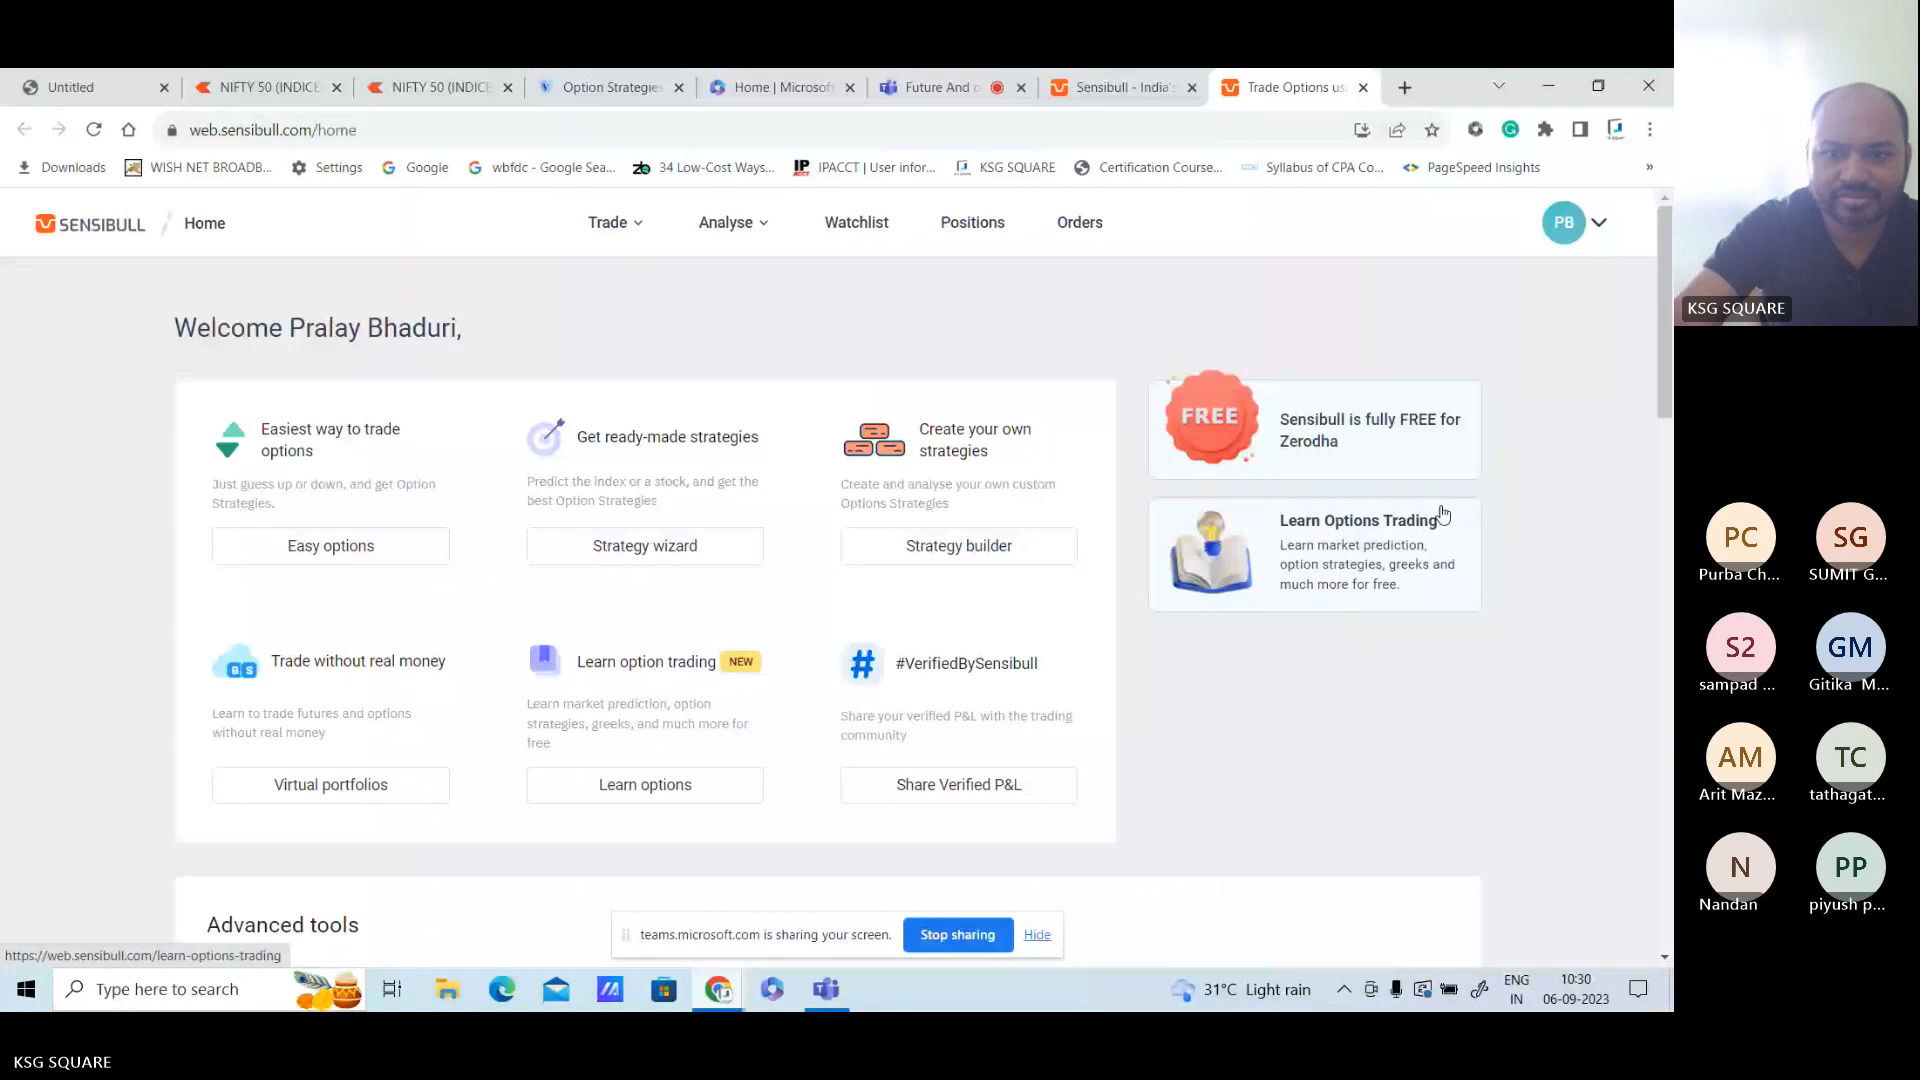 Untitled
NIFTY 50 (INDICE
NIFTY 50 (INDICE
Option Strategies
Home | Microsoft
Future And o
Sensibull - India's
Trade Options us
web.sensibull.com/home
Downloads
WISH NET BROADB...
Settings
Google
wbfdc - Google Sea...
34 Low-Cost Ways...
IPACCT | User infor...
KSG SQUARE
Certification Course...
Syllabus of CPA Co...
PageSpeed Insights
»
SENSIBULL / Home
Trade
Analyse
Watchlist
Positions
Orders
PB
Welcome Pralay Bhaduri,
Easiest way to trade
options
Just guess up or down, and get Option
Strategies.
Easy options
Get ready-made strategies
Predict the index or a stock, and get the
best Option Strategies
Strategy wizard
Create your own
strategies
Create and analyse your own custom
Options Strategies
Strategy builder
FREE
Sensibull is fully FREE for
Zerodha
Learn Options Trading
Learn market prediction,
option strategies, greeks and
much more for free.
Trade without real money
Learn to trade futures and options
without real money
Virtual portfolios
Learn option trading NEW
Learn market prediction, option
strategies, greeks, and much more for
free
Learn options
# #VerifiedBySensibull
Share your verified P&L with the trading
community
Share Verified P&L
Advanced tools
teams.microsoft.com is sharing your screen.
Stop sharing
Hide
https://web.sensibull.com/learn-options-trading
Type here to search
31°C Light rain
ENG
IN
10:30
06-09-2023
KSG SQUARE
PC
Purba Ch...
SG
SUMIT G...
S2
sampad ...
GM
Gitika M...
AM
Arit Maz...
TC
tathagat...
N
Nandan
PP
piyush p...
KSG SQUARE